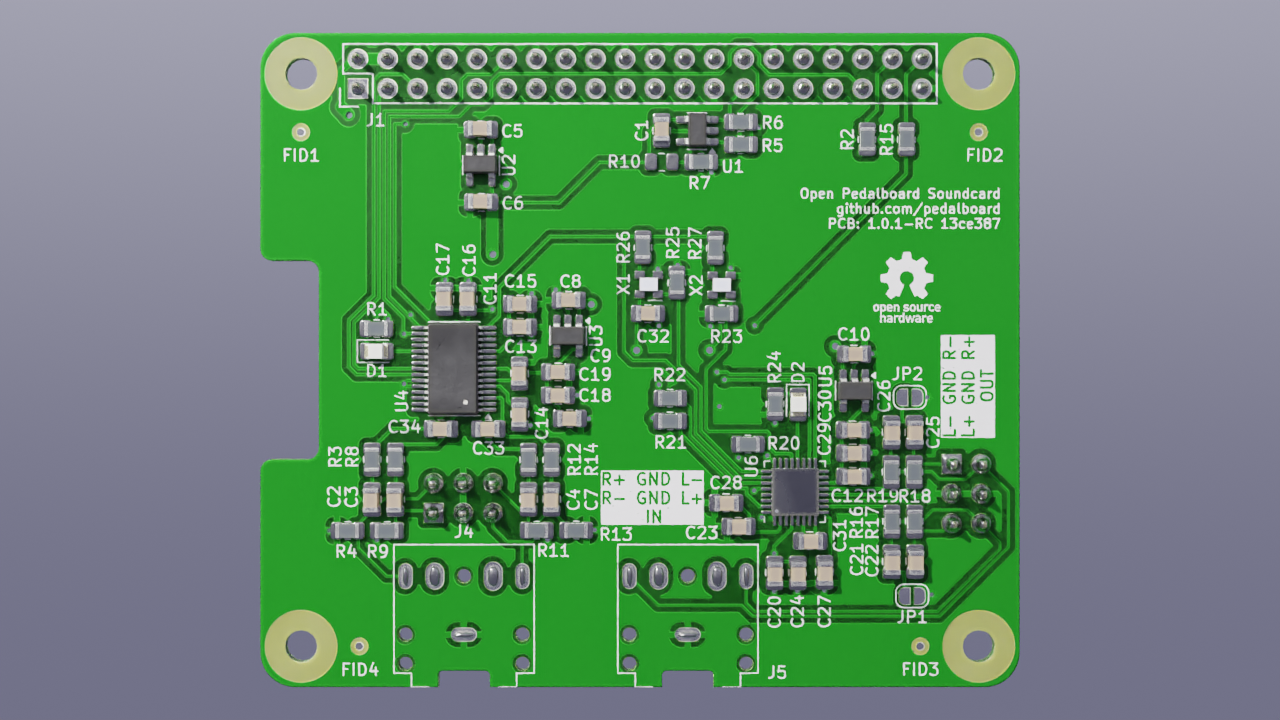 J1
FID1
FID2
C5
U2
C6
C1
R6
R5
R10
U1
R7
R2
R15
Open Pedalboard Soundcard
github.com/pedalboard
PCB: 1.0.1-RC 13ce387
open source
hardware
R26
R25
R27
X1
X2
C32
R23
C17
C16
C11
C15
C8
C13
U3
C9
C19
C18
C14
R1
D1
U4
C34
C33
R22
R21
R24
D2
U5
C10
C30
C29
C26
C25
JP2
L- GND R-
L+ GND R+
OUT
R20
U6
C28
C23
C12
R19
R18
R16
R17
C31
C21
C22
C20
C24
C27
JP1
R3
R8
C2
C3
R4
R9
J4
R12
R14
C4
C7
R11
R13
R+ GND L-
R- GND L+
IN
FID4
J5
FID3